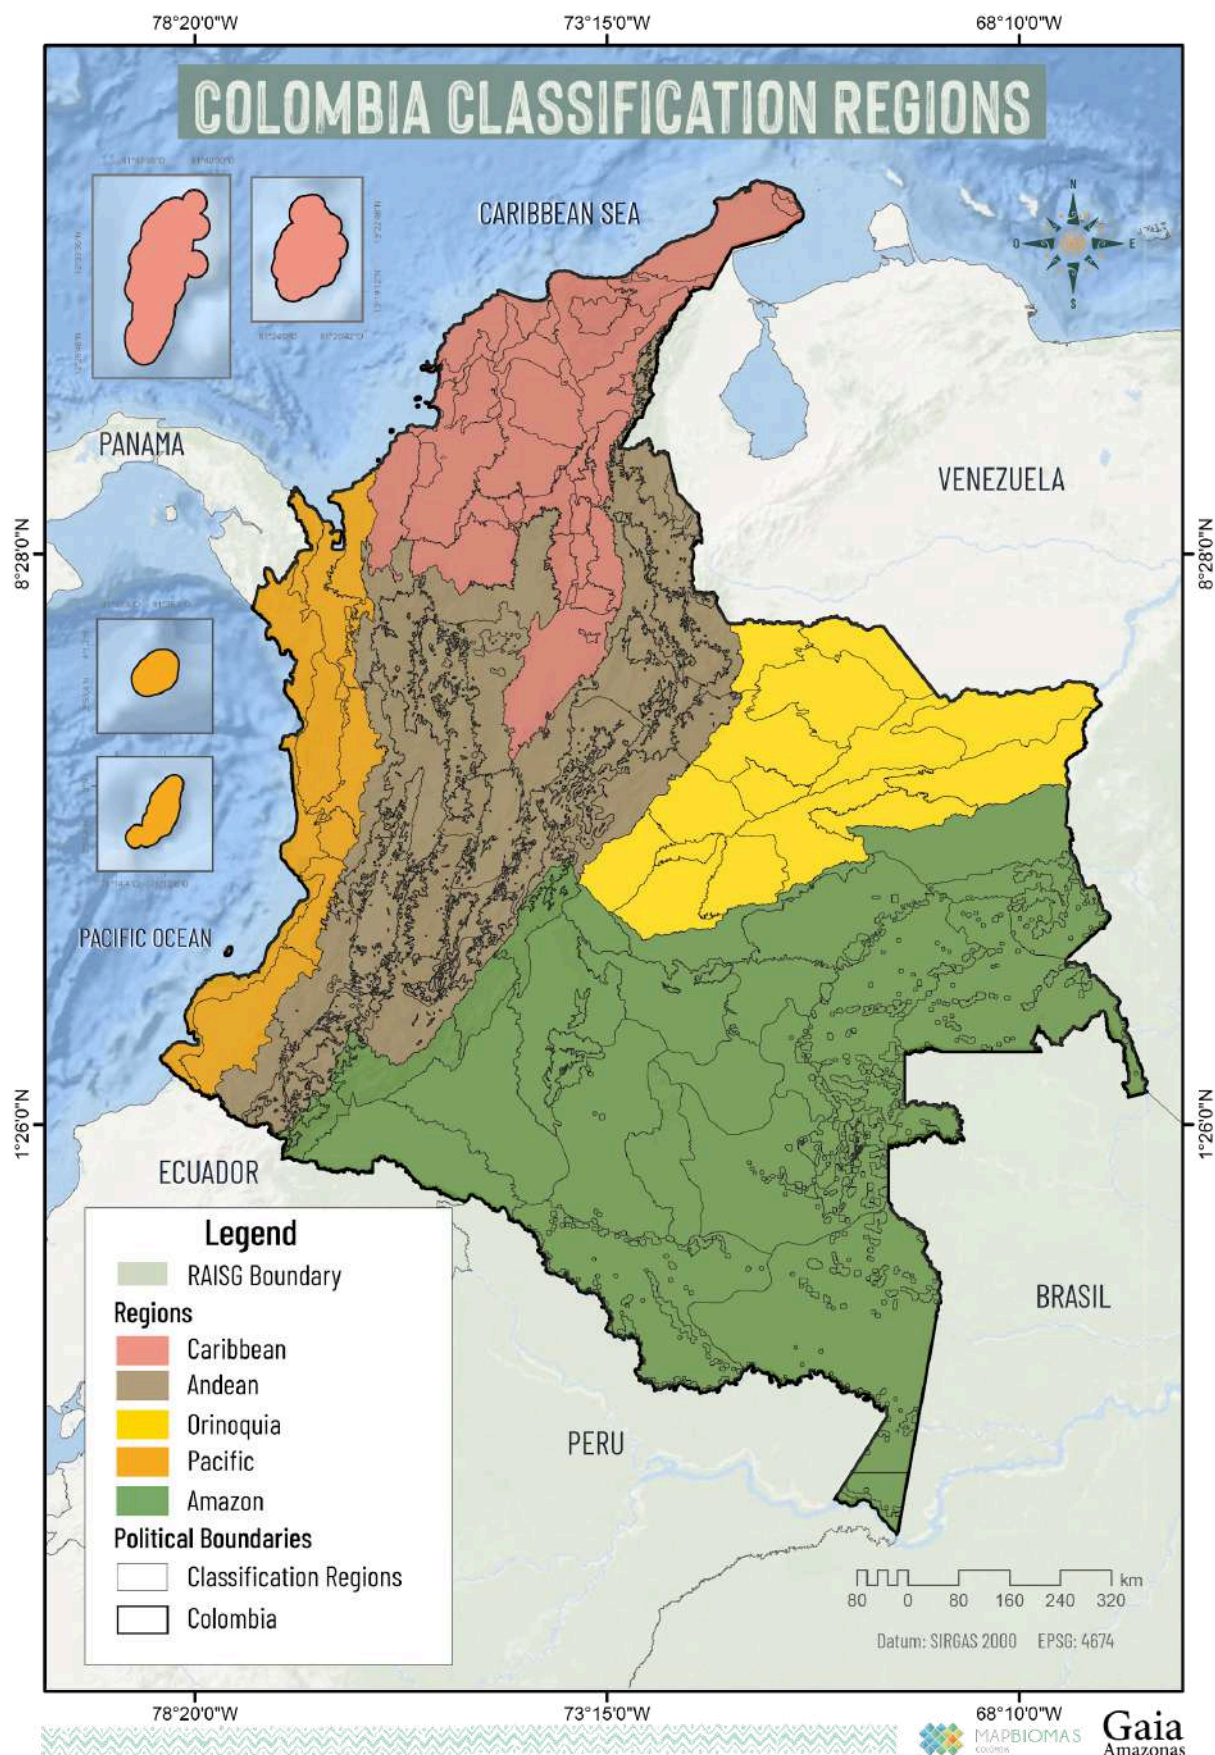 78°20'0"W 73°15'0"W 68°10'0"W
COLOMBIA CLASSIFICATION REGIONS
CARIBBEAN SEA
N
O E
S
PANAMA
VENEZUELA
8°28'0"N 8°28'0"N
PACIFIC OCEAN
1°26'0"N 1°26'0"N
ECUADOR
BRASIL
PERU
Legend
RAISG Boundary
Regions
Caribbean
Andean
Orinoquia
Pacific
Amazon
Political Boundaries
Classification Regions
Colombia
km
80 0 80 160 240 320
Datum: SIRGAS 2000 EPSG: 4674
78°20'0"W 73°15'0"W 68°10'0"W
MAPBIOMAS
COLOMBIA
Gaia
Amazonas